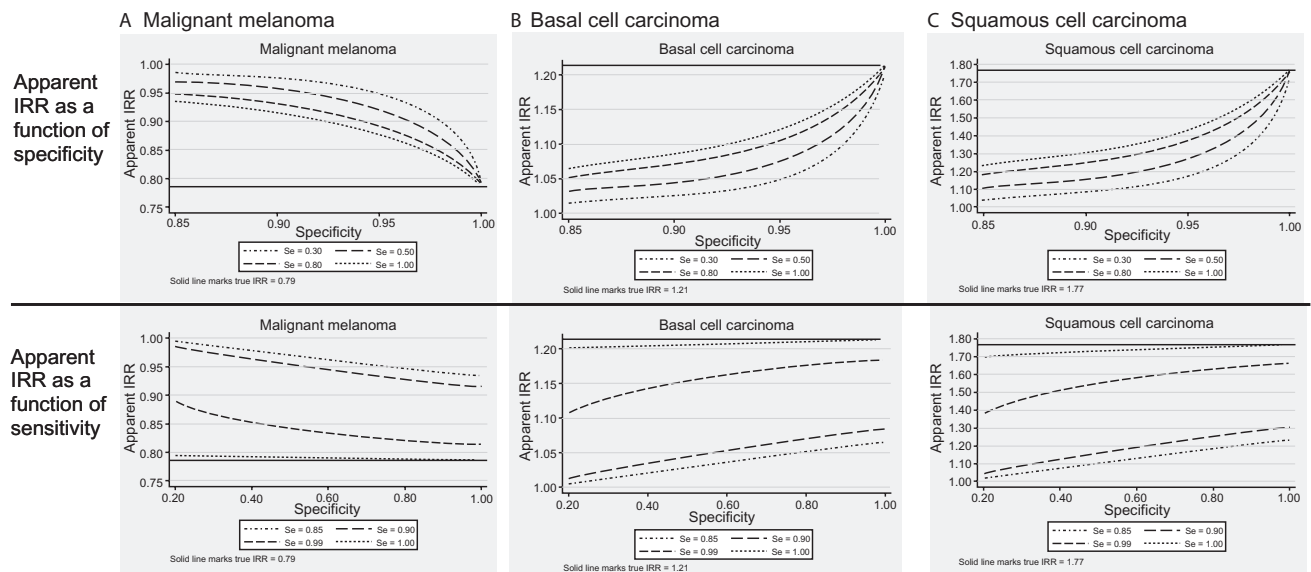 A Malignant melanoma
B Basal cell carcinoma
C Squamous cell carcinoma
Apparent
IRR as a
function of
specificity
Malignant melanoma
Apparent IRR
1.00
0.95
0.90
0.85
0.80
0.75
0.85
0.90
0.95
1.00
Specificity
Se = 0.30
Se = 0.50
Se = 0.80
Se = 1.00
Solid line marks true IRR = 0.79
Basal cell carcinoma
Apparent IRR
1.20
1.15
1.10
1.05
1.00
0.85
0.90
0.95
1.00
Specificity
Se = 0.30
Se = 0.50
Se = 0.80
Se = 1.00
Solid line marks true IRR = 1.21
Squamous cell carcinoma
Apparent IRR
1.80
1.70
1.60
1.50
1.40
1.30
1.20
1.10
1.00
0.85
0.90
0.95
1.00
Specificity
Se = 0.30
Se = 0.50
Se = 0.80
Se = 1.00
Solid line marks true IRR = 1.77
Apparent
IRR as a
function of
sensitivity
Malignant melanoma
Apparent IRR
1.00
0.95
0.90
0.85
0.80
0.75
0.20
0.40
0.60
0.80
1.00
Specificity
Se = 0.85
Se = 0.90
Se = 0.99
Se = 1.00
Solid line marks true IRR = 0.79
Basal cell carcinoma
Apparent IRR
1.20
1.15
1.10
1.05
1.00
0.20
0.40
0.60
0.80
1.00
Specificity
Se = 0.85
Se = 0.90
Se = 0.99
Se = 1.00
Solid line marks true IRR = 1.21
Squamous cell carcinoma
Apparent IRR
1.80
1.70
1.60
1.50
1.40
1.30
1.20
1.10
1.00
0.20
0.40
0.60
0.80
1.00
Specificity
Se = 0.85
Se = 0.90
Se = 0.99
Se = 1.00
Solid line marks true IRR = 1.77